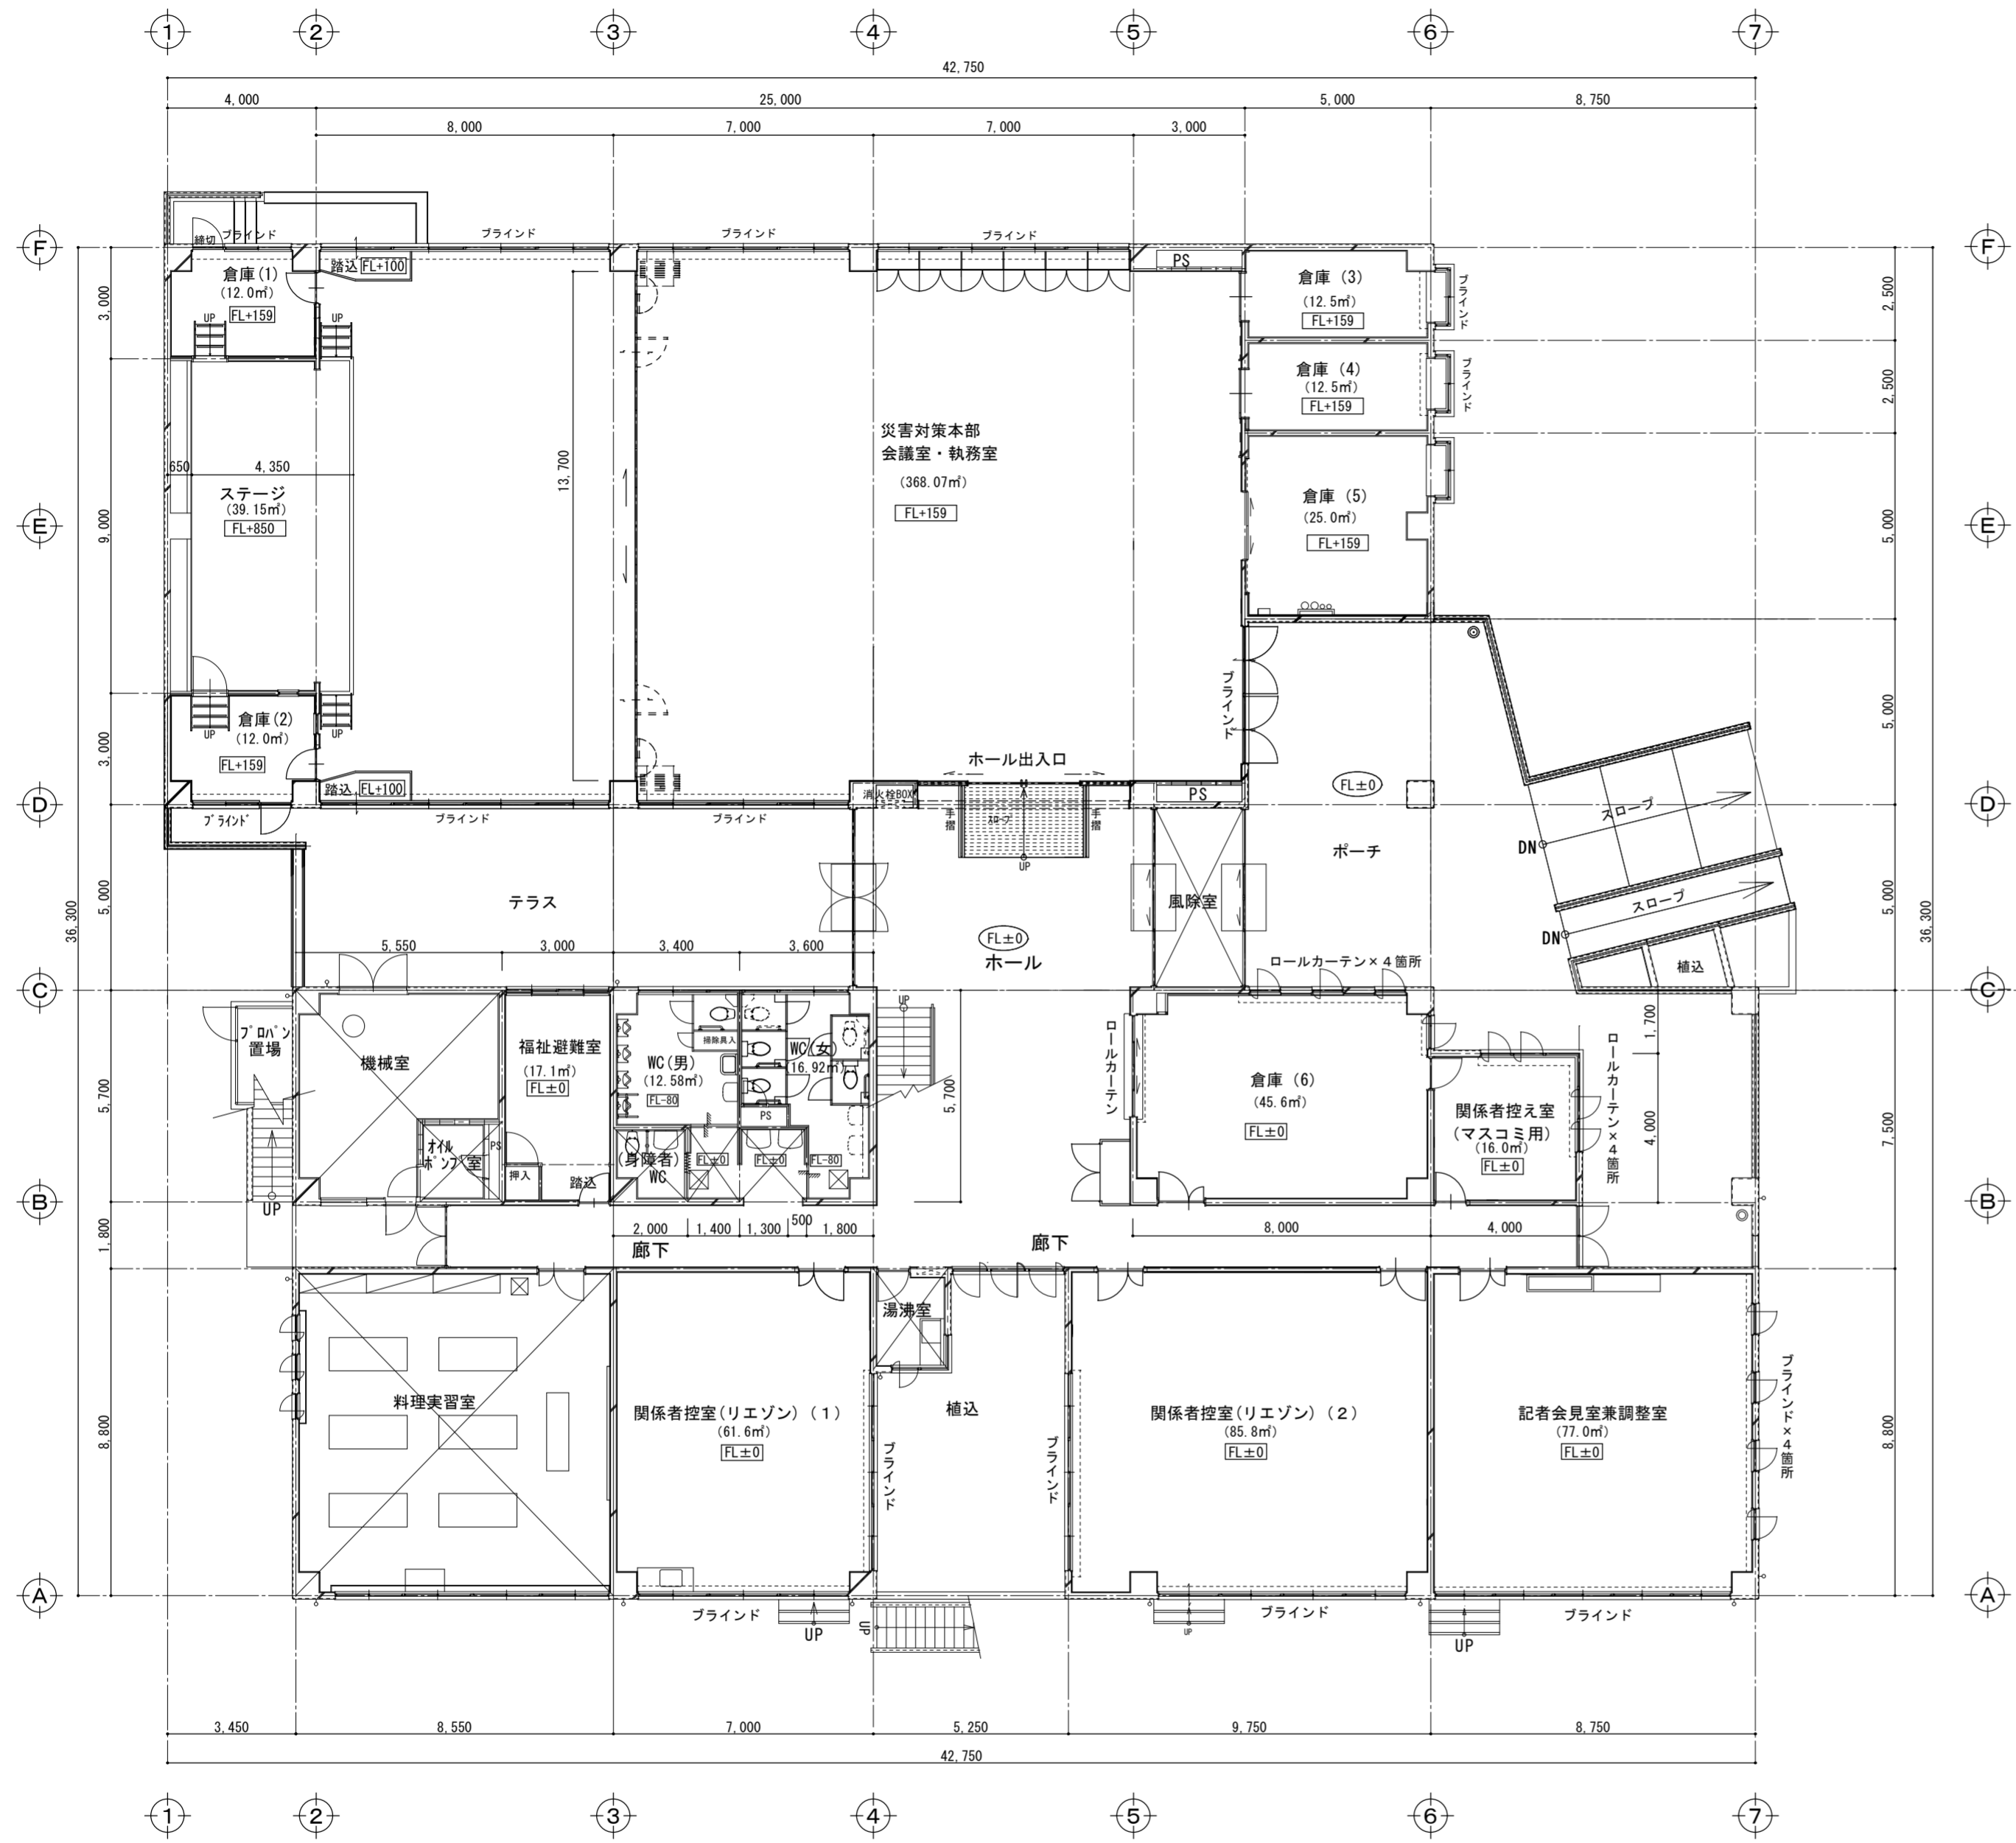 1 2 3 4 5 6 7
42,750
4,000 25,000 5,000 8,750
8,000 7,000 7,000 3,000
F F
締切 ブラインド ブラインド ブラインド ブラインド
踏込 FL+100
PS
倉庫(1)
(12.0㎡)
FL+159
UP UP
倉庫(3)
(12.5㎡)
FL+159
ブラインド
3,000
2,500
倉庫(4)
(12.5㎡)
FL+159
ブラインド
2,500
災害対策本部
会議室・執務室
(368.07㎡)
FL+159
13,700
650 4,350
ステージ
(39.15㎡)
FL+850
倉庫(5)
(25.0㎡)
FL+159
E E
9,000
5,000
倉庫(2)
(12.0㎡)
FL+159
UP UP
3,000
ブラインド
5,000
ホール出入口
踏込 FL+100
消火栓BOX
PS
FL±0
D D
ブラインド ブラインド ブラインド
手摺 スロープ 手摺
UP
スロープ
DN
ポーチ
テラス
風除室
スロープ
DN
36,300
5,000
5,000
36,300
FL±0
ホール
5,550 3,000 3,400 3,600
ロールカーテン×4箇所
植込
C C
UP
プロパン
置場
機械室
福祉避難室
(17.1㎡)
FL±0
WC(男)
(12.58㎡)
FL-80
掃除具入
WC(女)
(16.92㎡)
PS
5,700
5,700
ロールカーテン
倉庫(6)
(45.6㎡)
FL±0
関係者控え室
(マスコミ用)
(16.0㎡)
FL±0
1,700
4,000
ロールカーテン×4箇所
7,500
オイル
ポンプ室
PS
押入
踏込
(身障者)
WC
FL±0 FL±0 FL-80
B B
UP
1,800
2,000 1,400 1,300 500 1,800
廊下
廊下
8,000 4,000
湯沸室
料理実習室
関係者控室(リエゾン)(1)
(61.6㎡)
FL±0
植込
関係者控室(リエゾン)(2)
(85.8㎡)
FL±0
記者会見室兼調整室
(77.0㎡)
FL±0
ブラインド
ブラインド
ブラインド×4箇所
8,800
8,800
A A
ブラインド
UP
UP
UP
ブラインド
UP
ブラインド
3,450 8,550 7,000 5,250 9,750 8,750
42,750
1 2 3 4 5 6 7